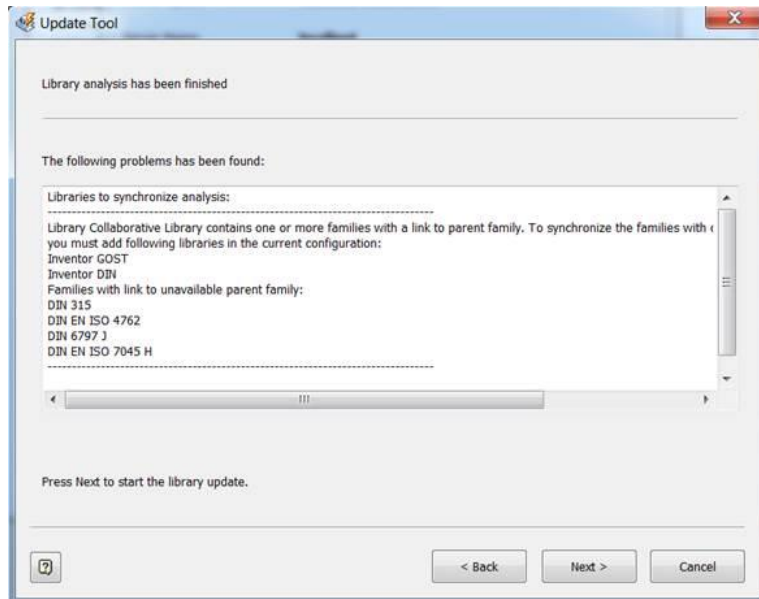 Update Tool
Library analysis has been finished
The following problems has been found:
Libraries to synchronize analysis:
--------------------------------------------------------------------------------
Library Collaborative Library contains one or more families with a link to parent family. To synchronize the families with
you must add following libraries in the current configuration:
Inventor GOST
Inventor DIN
Families with link to unavailable parent family:
DIN 315
DIN EN ISO 4762
DIN 6797 J
DIN EN ISO 7045 H
--------------------------------------------------------------------------------
Press Next to start the library update.
< Back
Next >
Cancel